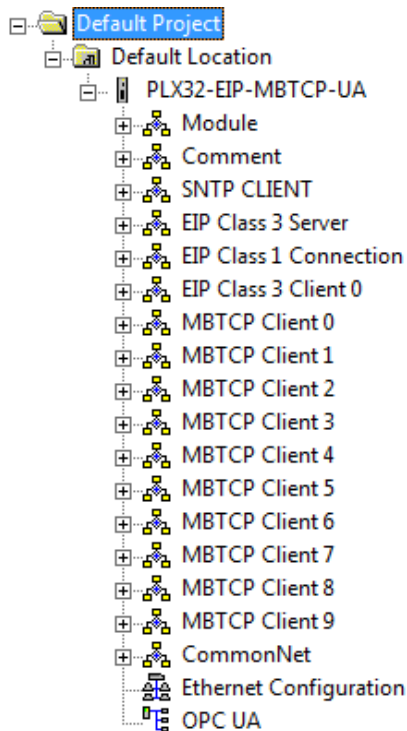 Default Project
Default Location
PLX32-EIP-MBTCP-UA
Module
Comment
SNTP CLIENT
EIP Class 3 Server
EIP Class 1 Connection
EIP Class 3 Client 0
MBTCP Client 0
MBTCP Client 1
MBTCP Client 2
MBTCP Client 3
MBTCP Client 4
MBTCP Client 5
MBTCP Client 6
MBTCP Client 7
MBTCP Client 8
MBTCP Client 9
CommonNet
Ethernet Configuration
OPC UA